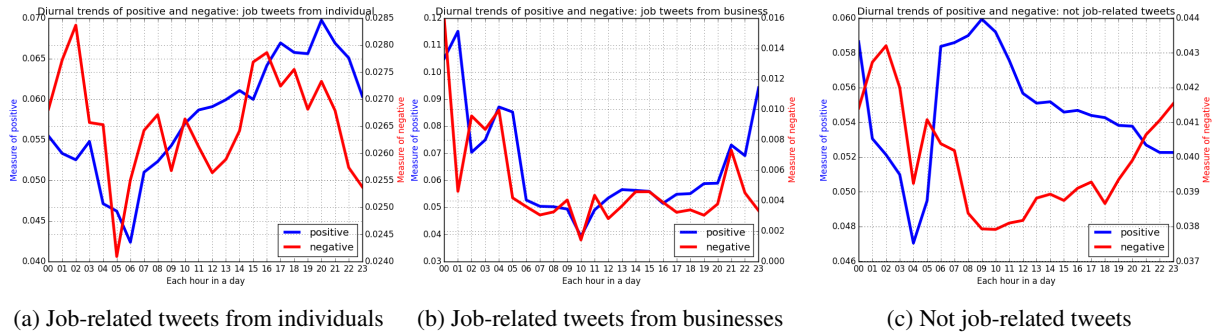 Diurnal trends of positive and negative: job tweets from individual
0.070
0.065
0.060
0.055
0.050
0.045
0.040
Measure of positive
0.0285
0.0280
0.0275
0.0270
0.0265
0.0260
0.0255
0.0250
0.0245
0.0240
Measure of negative
positive
negative
00 01 02 03 04 05 06 07 08 09 10 11 12 13 14 15 16 17 18 19 20 21 22 23
Each hour in a day
(a) Job-related tweets from individuals
Diurnal trends of positive and negative: job tweets from business
0.12
0.11
0.10
0.09
0.08
0.07
0.06
0.05
0.04
0.03
Measure of positive
0.016
0.014
0.012
0.010
0.008
0.006
0.004
0.002
0.000
Measure of negative
positive
negative
00 01 02 03 04 05 06 07 08 09 10 11 12 13 14 15 16 17 18 19 20 21 22 23
Each hour in a day
(b) Job-related tweets from businesses
Diurnal trends of positive and negative: not job-related tweets
0.060
0.058
0.056
0.054
0.052
0.050
0.048
0.046
Measure of positive
0.044
0.043
0.042
0.041
0.040
0.039
0.038
0.037
Measure of negative
positive
negative
00 01 02 03 04 05 06 07 08 09 10 11 12 13 14 15 16 17 18 19 20 21 22 23
Each hour in a day
(c) Not job-related tweets